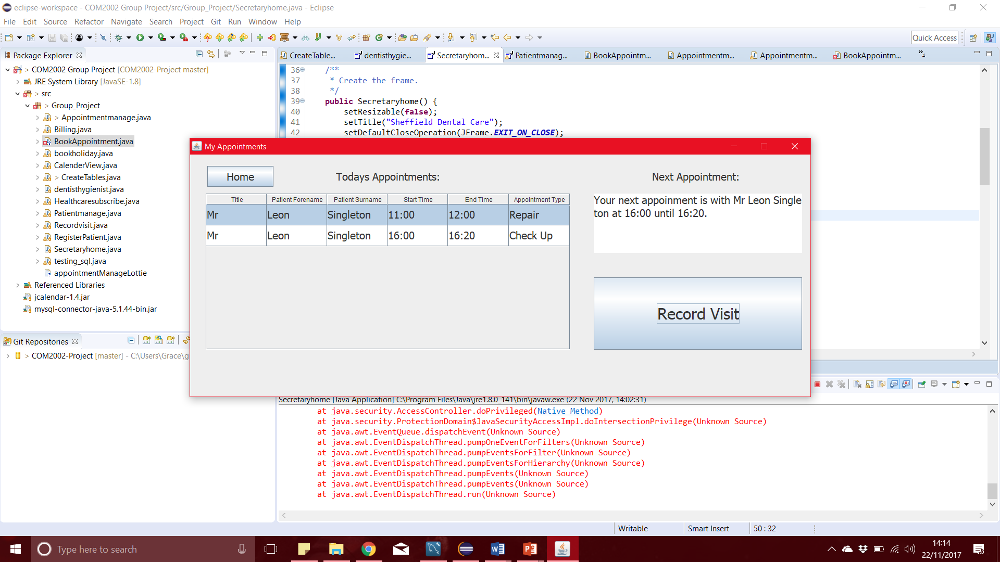 eclipse-workspace - COM2002 Group Project/src/Group_Project/Secretaryhome.java - Eclipse
File Edit Source Refactor Navigate Search Project Git Run Window Help
Quick Access
Package Explorer
CreateTable... dentisthygie... Secretaryhom... Patientmanag... BookAppointm... Appointmentm... Appointmentm... BookAppointm... »4
> COM2002 Group Project [COM2002-Project master]
JRE System Library [JavaSE-1.8]
> src
> Group_Project
> Appointmentmanage.java
Billing.java
BookAppointment.java
bookholiday.java
CalenderView.java
> CreateTables.java
dentisthygienist.java
Healthcaresubscribe.java
Patientmanage.java
Recordvisit.java
RegisterPatient.java
Secretaryhome.java
testing_sql.java
appointmentManageLottie
Referenced Libraries
jcalendar-1.4.jar
mysql-connector-java-5.1.44-bin.jar
Git Repositories
> COM2002-Project [master] - C:\Users\Grace\g
36 /**
37 * Create the frame.
38 */
39 public Secretaryhome() {
40 setResizable(false);
41 setTitle("Sheffield Dental Care");
42 setDefaultCloseOperation(JFrame.EXIT_ON_CLOSE);
My Appointments
Home
Todays Appointments:
Next Appointment:
Title Patient Forename Patient Surname Start Time End Time Appointment Type
Mr Leon Singleton 11:00 12:00 Repair
Mr Leon Singleton 16:00 16:20 Check Up
Your next appoinment is with Mr Leon Single
ton at 16:00 until 16:20.
Record Visit
Secretaryhome [Java Application] C:\Program Files\Java\jre1.8.0_141\bin\javaw.exe (22 Nov 2017, 14:02:31)
at java.security.AccessController.doPrivileged(Native Method)
at java.security.ProtectionDomain$JavaSecurityAccessImpl.doIntersectionPrivilege(Unknown Source)
at java.awt.EventQueue.dispatchEvent(Unknown Source)
at java.awt.EventDispatchThread.pumpOneEventForFilters(Unknown Source)
at java.awt.EventDispatchThread.pumpEventsForFilter(Unknown Source)
at java.awt.EventDispatchThread.pumpEventsForHierarchy(Unknown Source)
at java.awt.EventDispatchThread.pumpEvents(Unknown Source)
at java.awt.EventDispatchThread.pumpEvents(Unknown Source)
at java.awt.EventDispatchThread.run(Unknown Source)
Writable Smart Insert 50 : 32
Type here to search
14:14
22/11/2017